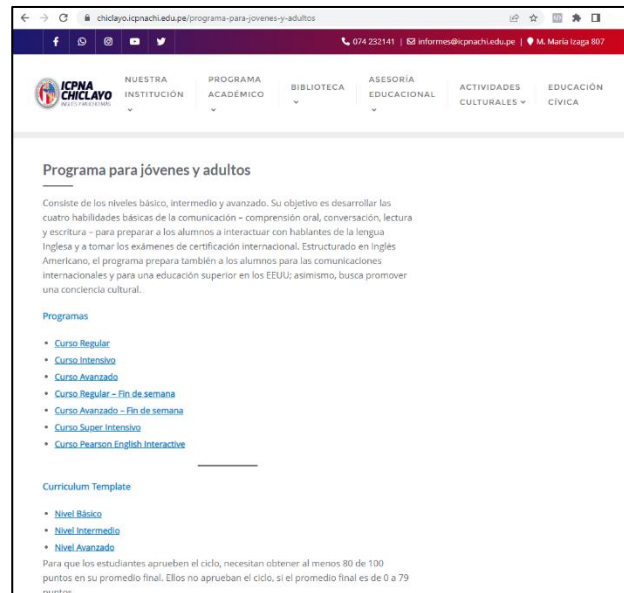 chiclayo.icpnachi.edu.pe/programa-para-jovenes-y-adultos
074 232141 | informes@icpnachi.edu.pe | M. María Izaga 807
ICPNA
CHICLAYO
NUESTRA
INSTITUCIÓN
PROGRAMA
ACADÉMICO
BIBLIOTECA
ASESORÍA
EDUCACIONAL
ACTIVIDADES
CULTURALES
EDUCACIÓN
CÍVICA
Programa para jóvenes y adultos
Consiste de los niveles básico, intermedio y avanzado. Su objetivo es desarrollar las
cuatro habilidades básicas de la comunicación – comprensión oral, conversación, lectura
y escritura – para preparar a los alumnos a interactuar con hablantes de la lengua
Inglesa y a tomar los exámenes de certificación internacional. Estructurado en Inglés
Americano, el programa prepara también a los alumnos para las comunicaciones
internacionales y para una educación superior en los EEUU; asimismo, busca promover
una conciencia cultural.
Programas
• Curso Regular
• Curso Intensivo
• Curso Avanzado
• Curso Regular – Fin de semana
• Curso Avanzado – Fin de semana
• Curso Super Intensivo
• Curso Pearson English Interactive
Curriculum Template
• Nivel Básico
• Nivel Intermedio
• Nivel Avanzado
Para que los estudiantes aprueben el ciclo, necesitan obtener al menos 80 de 100
puntos en su promedio final. Ellos no aprueban el ciclo, si el promedio final es de 0 a 79
puntos